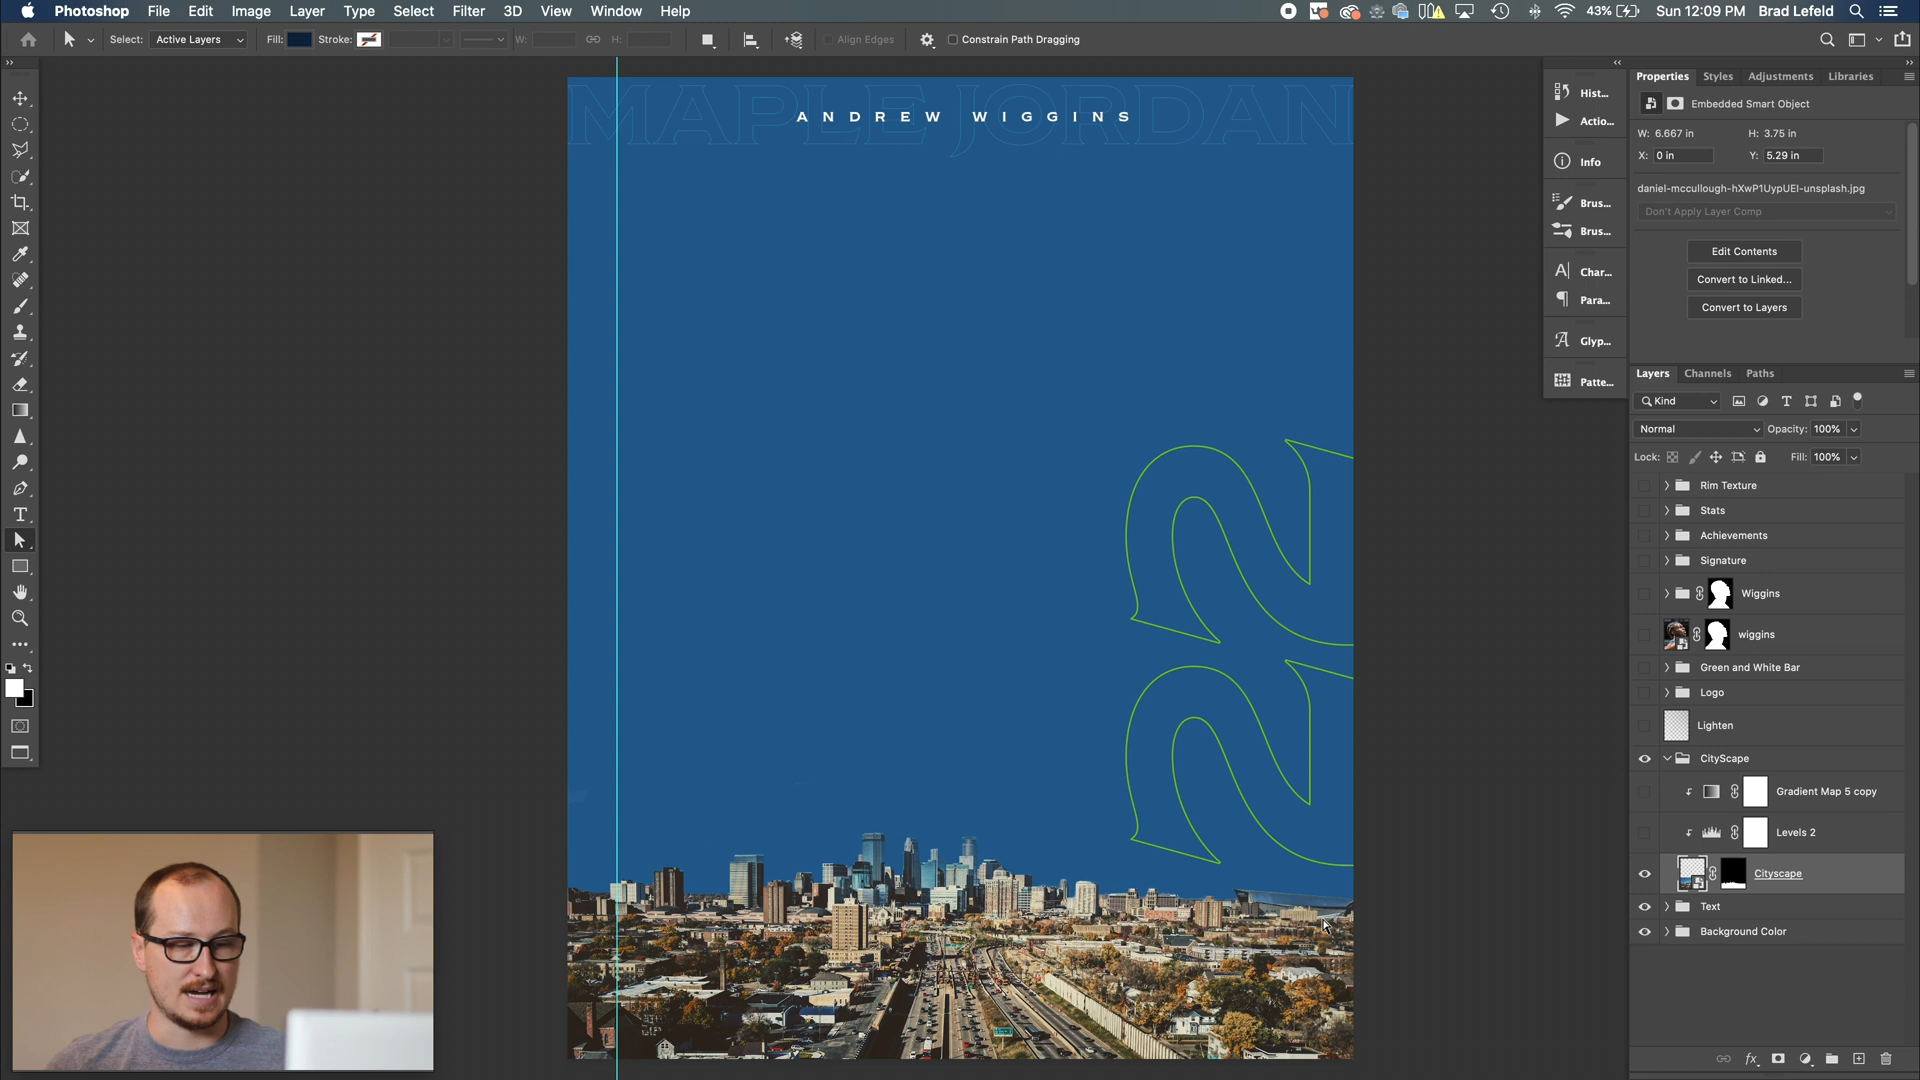 Photoshop File Edit Image Layer Type Select Filter 3D View Window Help 43% Sun 12:09 PM Brad Lefeld
Select: Active Layers Fill: Stroke: W: H: Align Edges Constrain Path Dragging
MAPLE JORDAN
ANDREW WIGGINS
22
Hist...
Actio...
Info
Brus...
Brus...
Char...
Para...
Glyp...
Patte...
Properties Styles Adjustments Libraries
Embedded Smart Object
W: 6.667 in H: 3.75 in
X: 0 in Y: 5.29 in
daniel-mccullough-hXwP1UypUEI-unsplash.jpg
Don't Apply Layer Comp
Edit Contents
Convert to Linked...
Convert to Layers
Layers Channels Paths
Kind
Normal Opacity: 100%
Lock: Fill: 100%
Rim Texture
Stats
Achievements
Signature
Wiggins
wiggins
Green and White Bar
Logo
Lighten
CityScape
Gradient Map 5 copy
Levels 2
Cityscape
Text
Background Color